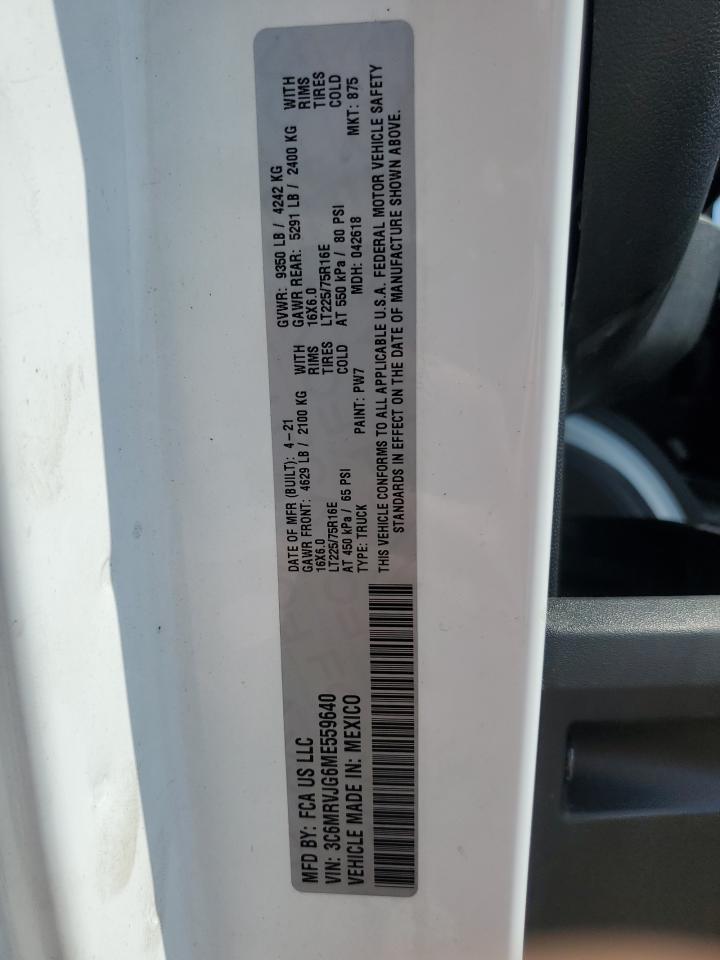 MFD BY: FCA US LLC
VIN: 3C6MRVJG6ME559640
VEHICLE MADE IN: MEXICO
DATE OF MFR (BUILT): 4-21 GVWR: 9350 LB / 4242 KG
GAWR FRONT: 4629 LB / 2100 KG WITH GAWR REAR: 5291 LB / 2400 KG WITH
16X6.0 RIMS 16X6.0 RIMS
LT225/75R16E TIRES LT225/75R16E TIRES
AT 450 kPa / 65 PSI COLD AT 550 kPa / 80 PSI COLD
TYPE: TRUCK PAINT: PW7 MDH: 042618 MKT: 875
THIS VEHICLE CONFORMS TO ALL APPLICABLE U.S.A. FEDERAL MOTOR VEHICLE SAFETY
STANDARDS IN EFFECT ON THE DATE OF MANUFACTURE SHOWN ABOVE.